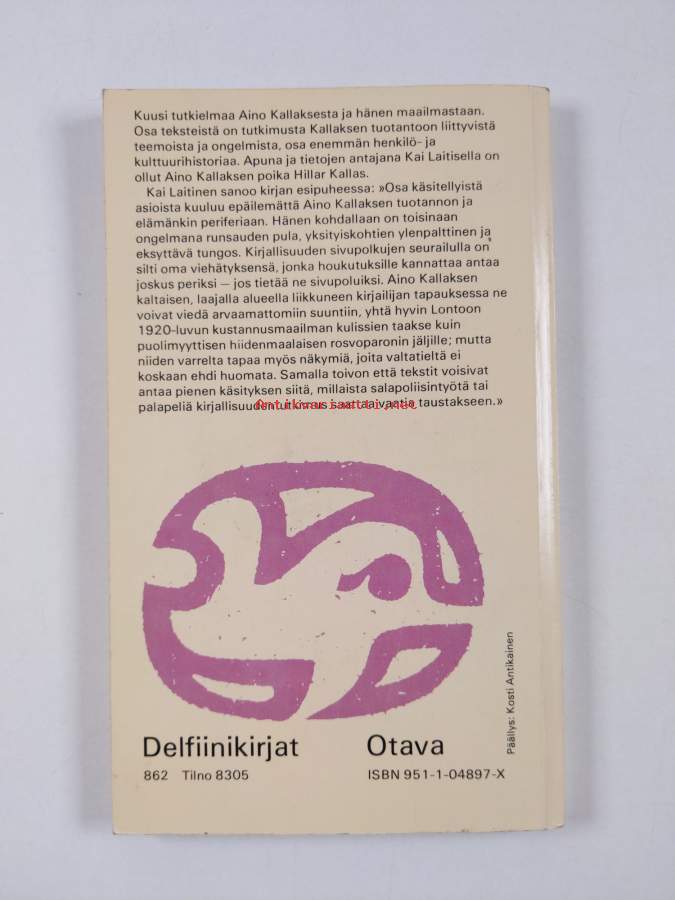 Kuusi tutkielmaa Aino Kallaksesta ja hänen maailmastaan.
Osa teksteistä on tutkimusta Kallaksen tuotantoon liittyvistä
teemoista ja ongelmista, osa enemmän henkilö- ja
kulttuurihistoriaa. Apuna ja tietojen antajana Kai Laitisella on
ollut Aino Kallaksen poika Hillar Kallas.
Kai Laitinen sanoo kirjan esipuheessa: »Osa käsitellyistä
asioista kuuluu epäilemättä Aino Kallaksen tuotannon ja
elämänkin periferiaan. Hänen kohdallaan on toisinaan
ongelmana runsauden pula, yksityiskohtien ylenpalttinen ja
eksyttävä tungos. Kirjallisuuden sivupolkujen seurailulla on
silti oma viehätyksensä, jonka houkutuksille kannattaa antaa
joskus periksi — jos tietää ne sivupoluiksi. Aino Kallaksen
kaltaisen, laajalla alueella liikkuneen kirjailijan tapauksessa ne
voivat viedä arvaamattomiin suuntiin, yhtä hyvin Lontoon
1920-luvun kustannusmaailman kulissien taakse kuin
puolimyyttisen hiidenmaalaisen rosvoparonin jäljille; mutta
niiden varrelta tapaa myös näkymiä, joita valtatieltä ei
koskaan ehdi huomata. Samalla toivon että tekstit voisivat
antaa pienen käsityksen siitä, millaista salapoliisintyötä tai
palapeliä kirjallisuudentutkimus saattaa vaatia taustakseen.»
Antikvariaatti.net
Päällys: Kosti Antikainen
Delfiinikirjat Otava
862 Tilno 8305 ISBN 951-1-04897-X